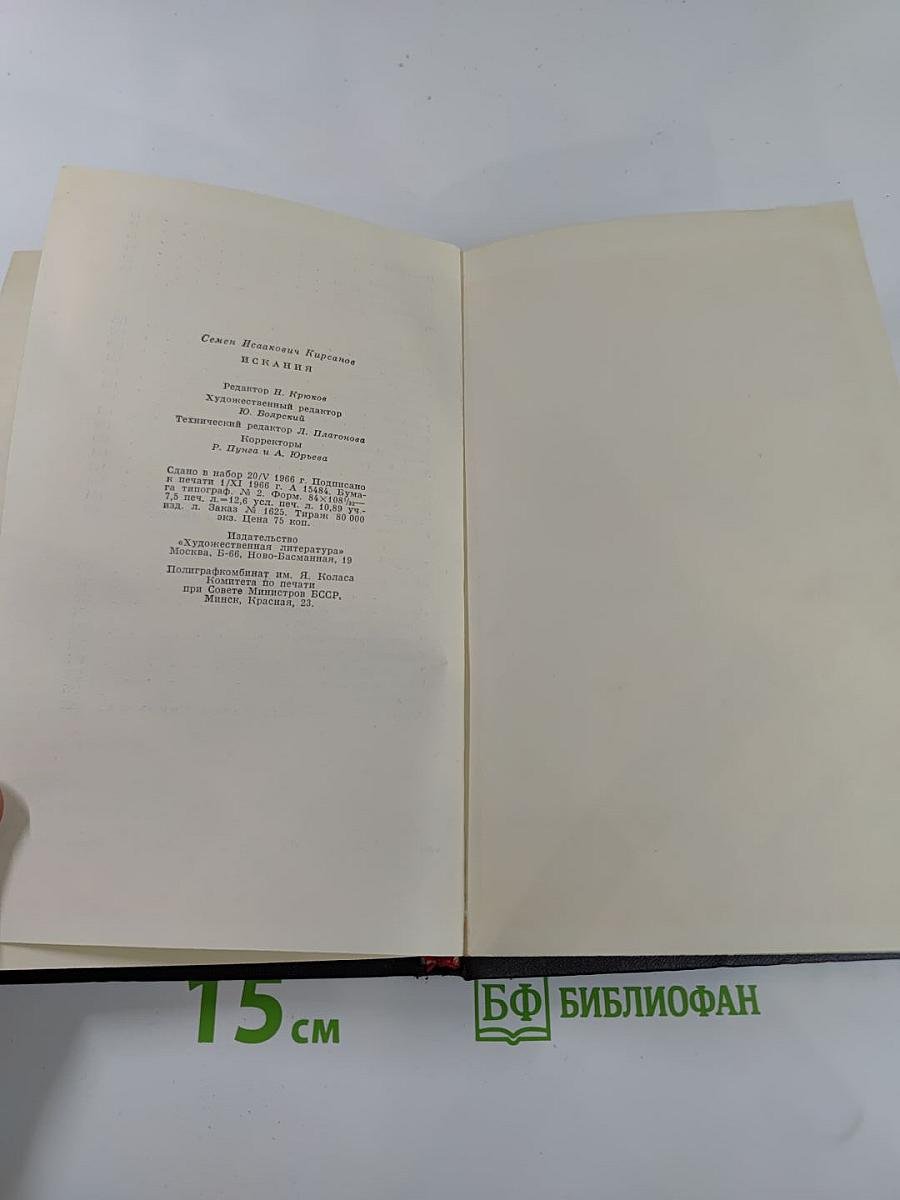 Семен Исаакович Кирсанов
ИСКАНИЯ
Редактор Н. Крюков
Художественный редактор
Ю. Боярский
Технический редактор Л. Платонова
Корректоры
Р. Пунга и А. Юрьева
Сдано в набор 20/V 1966 г. Подписано
к печати 1/XI 1966 г. А 15484. Бума-
га типограф. № 2. Форм. 84×108¹/₃₂—
7,5 печ. л.=12,6 усл. печ. л. 10,89 уч.-
изд. л. Заказ № 1625. Тираж 80 000
экз. Цена 75 коп.
Издательство
«Художественная литература»
Москва, Б-66, Ново-Басманная, 19
Полиграфкомбинат им. Я. Коласа
Комитета по печати
при Совете Министров БССР.
Минск, Красная, 23.
15 см
БФ БИБЛИОФАН